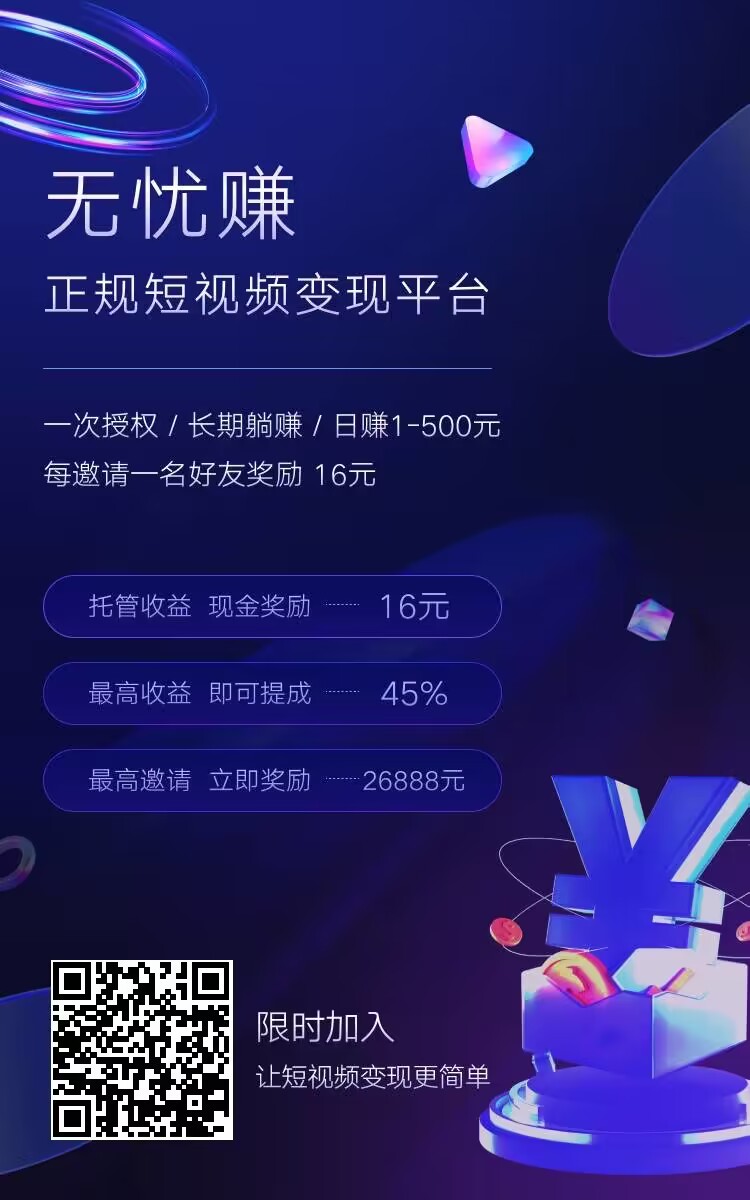 无忧赚
正规短视频变现平台
一次授权 / 长期躺赚 / 日赚1-500元
每邀请一名好友奖励 16元
托管收益 现金奖励 ······· 16元
最高收益 即可提成 ······· 45%
最高邀请 立即奖励 ······· 26888元
限时加入
让短视频变现更简单